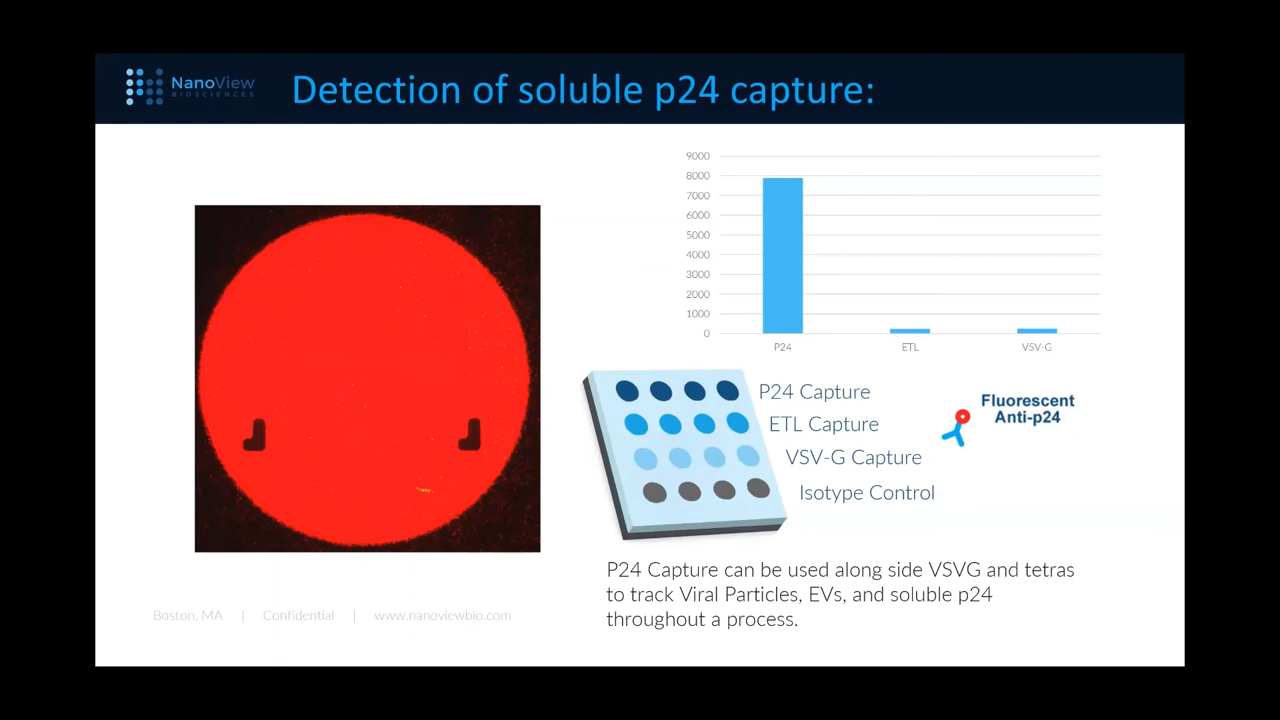 NanoView
BIOSCIENCES
Detection of soluble p24 capture:
9000
8000
7000
6000
5000
4000
3000
2000
1000
0
P24 ETL VSV-G
P24 Capture
ETL Capture
VSV-G Capture
Isotype Control
Fluorescent
Anti-p24
P24 Capture can be used along side VSVG and tetras
to track Viral Particles, EVs, and soluble p24
throughout a process.
Boston, MA | Confidential | www.nanoviewbio.com